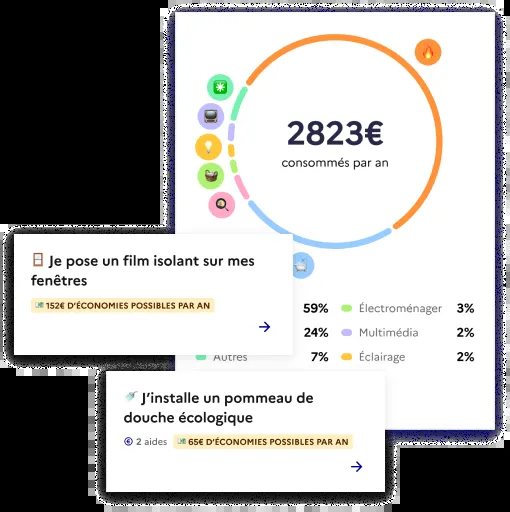 2823€
consommés par an
Je pose un film isolant sur mes
fenêtres
152€ D'ÉCONOMIES POSSIBLES PAR AN
59% Électroménager 3%
24% Multimédia 2%
Autres 7% Éclairage 2%
J'installe un pommeau de
douche écologique
2 aides 65€ D'ÉCONOMIES POSSIBLES PAR AN